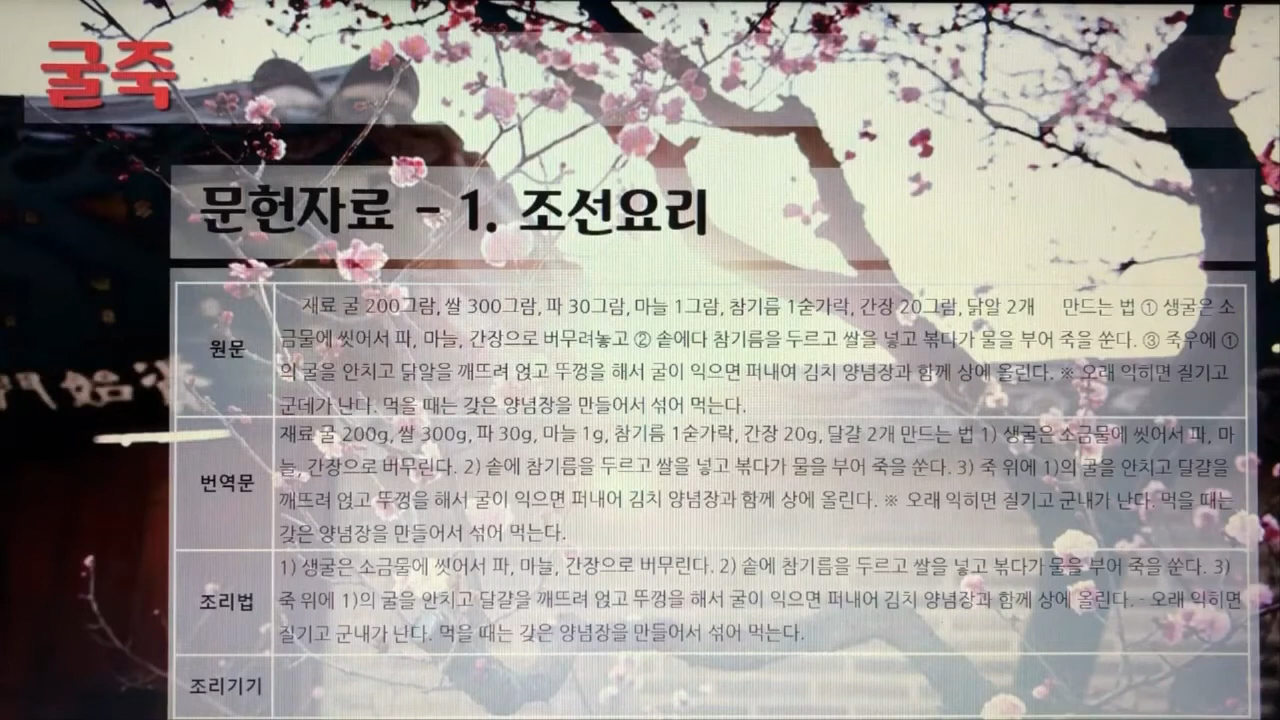 굴죽
문헌자료 - 1. 조선요리
원문
재료 굴 200그람, 쌀 300그람, 파 30그람, 마늘 1그람, 참기름 1숟가락, 간장 20그람, 닭알 2개 만드는 법 ① 생굴은 소
금물에 씻어서 파, 마늘, 간장으로 버무려놓고 ② 솥에다 참기름을 두르고 쌀을 넣고 볶다가 물을 부어 죽을 쑨다. ③ 죽우에 ①
의 굴을 안치고 닭알을 깨뜨려 얹고 뚜껑을 해서 굴이 익으면 퍼내여 김치 양념장과 함께 상에 올린다. ※ 오래 익히면 질기고
군데가 난다. 먹을 때는 갖은 양념장을 만들어서 섞어 먹는다.
번역문
재료 굴 200g, 쌀 300g, 파 30g, 마늘 1g, 참기름 1숟가락, 간장 20g, 달걀 2개 만드는 법 1) 생굴은 소금물에 씻어서 파, 마
늘, 간장으로 버무린다. 2) 솥에 참기름을 두르고 쌀을 넣고 볶다가 물을 부어 죽을 쑨다. 3) 죽 위에 1)의 굴을 안치고 달걀을
깨뜨려 얹고 뚜껑을 해서 굴이 익으면 퍼내어 김치 양념장과 함께 상에 올린다. ※ 오래 익히면 질기고 군내가 난다. 먹을 때는
갖은 양념장을 만들어서 섞어 먹는다.
조리법
1) 생굴은 소금물에 씻어서 파, 마늘, 간장으로 버무린다. 2) 솥에 참기름을 두르고 쌀을 넣고 볶다가 물을 부어 죽을 쑨다. 3)
죽 위에 1)의 굴을 안치고 달걀을 깨뜨려 얹고 뚜껑을 해서 굴이 익으면 퍼내어 김치 양념장과 함께 상에 올린다. - 오래 익히면
질기고 군내가 난다. 먹을 때는 갖은 양념장을 만들어서 섞어 먹는다.
조리기기